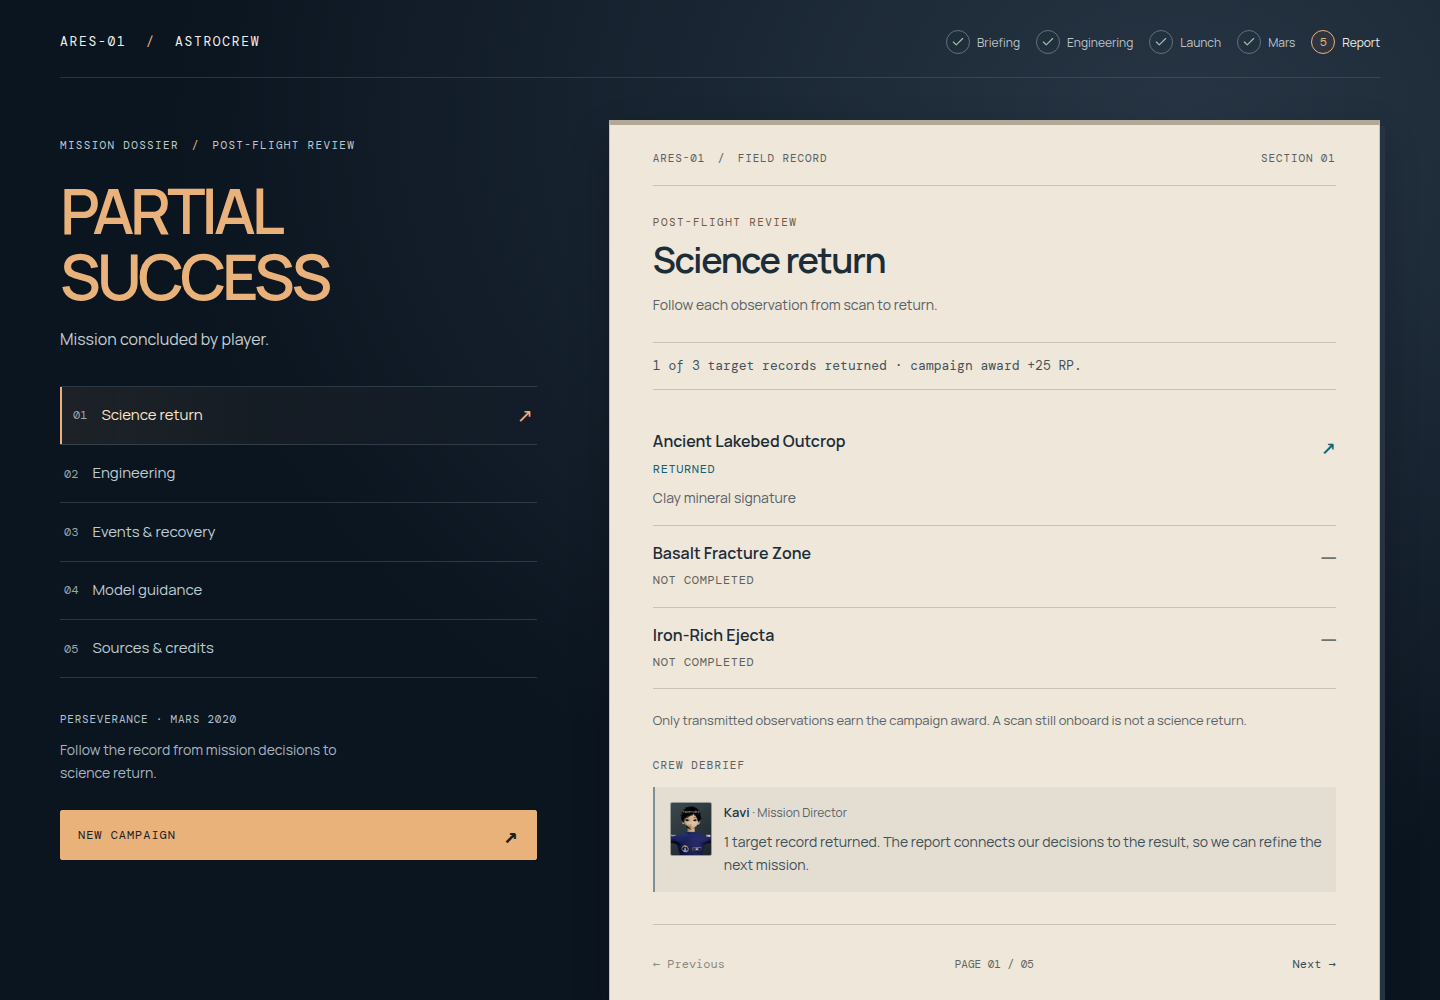 ARES-01 / ASTROCREW
Briefing
Engineering
Launch
Mars
5 Report
MISSION DOSSIER / POST-FLIGHT REVIEW
PARTIAL
SUCCESS
Mission concluded by player.
01 Science return ↗
02 Engineering
03 Events & recovery
04 Model guidance
05 Sources & credits
PERSEVERANCE · MARS 2020
Follow the record from mission decisions to
science return.
NEW CAMPAIGN ↗
ARES-01 / FIELD RECORD
SECTION 01
POST-FLIGHT REVIEW
Science return
Follow each observation from scan to return.
1 of 3 target records returned · campaign award +25 RP.
Ancient Lakebed Outcrop ↗
RETURNED
Clay mineral signature
Basalt Fracture Zone —
NOT COMPLETED
Iron-Rich Ejecta —
NOT COMPLETED
Only transmitted observations earn the campaign award. A scan still onboard is not a science return.
CREW DEBRIEF
Kavi · Mission Director
1 target record returned. The report connects our decisions to the result, so we can refine the
next mission.
← Previous
PAGE 01 / 05
Next →